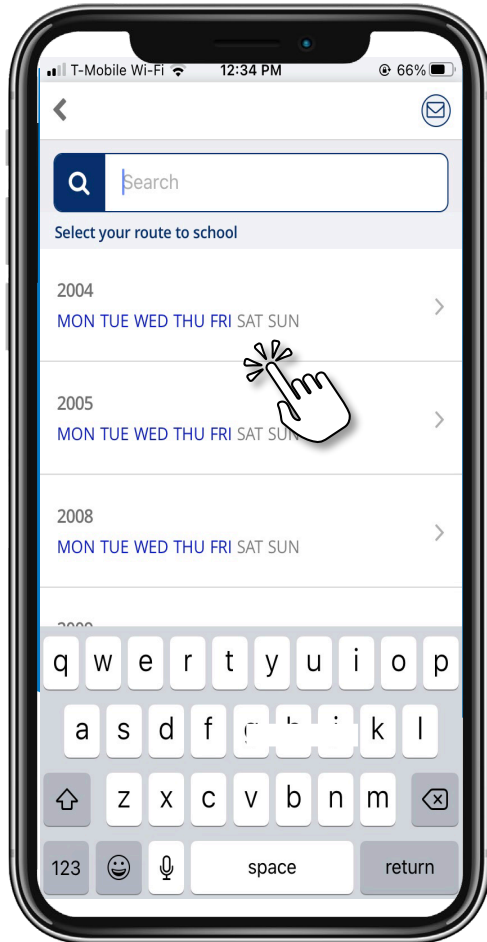 T-Mobile Wi-Fi 12:34 PM 66%
Search
Select your route to school
2004
MON TUE WED THU FRI SAT SUN
2005
MON TUE WED THU FRI SAT SUN
2008
MON TUE WED THU FRI SAT SUN
q w e r t y u i o p
a s d f k l
z x c v b n m
123 space return